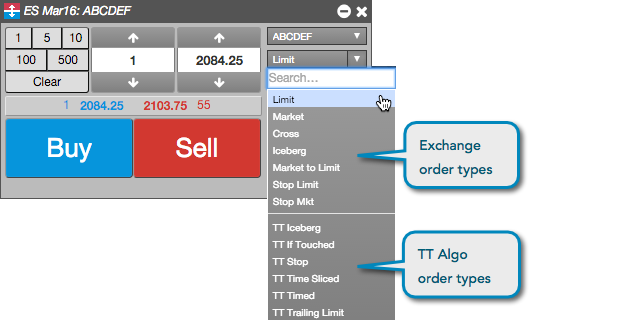 ES Mar16: ABCDEF
1 5 10
100 500
Clear
1
2084.25
ABCDEF
Limit
Search...
1 2084.25 2103.75 55
Buy
Sell
Limit
Market
Cross
Iceberg
Market to Limit
Stop Limit
Stop Mkt
TT Iceberg
TT If Touched
TT Stop
TT Time Sliced
TT Timed
TT Trailing Limit
Exchange
order types
TT Algo
order types